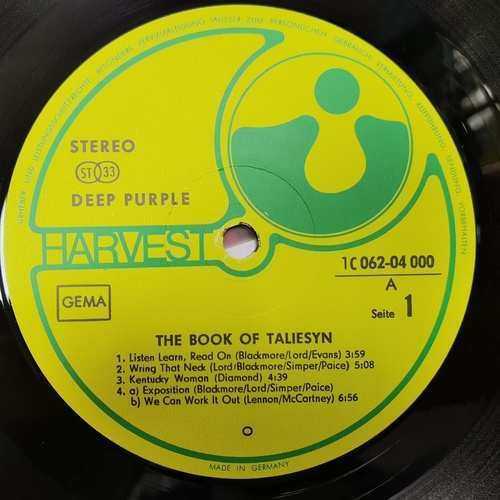 STEREO
ST 33
DEEP PURPLE
HARVEST
1C 062-04 000
A
Seite 1
GEMA
THE BOOK OF TALIESYN
1. Listen Learn, Read On (Blackmore/Lord/Evans) 3:59
2. Wring That Neck (Lord/Blackmore/Simper/Paice) 5:08
3. Kentucky Woman (Diamond) 4:39
4. a) Exposition (Blackmore/Lord/Simper/Paice)
b) We Can Work It Out (Lennon/McCartney) 6:56
MADE IN GERMANY